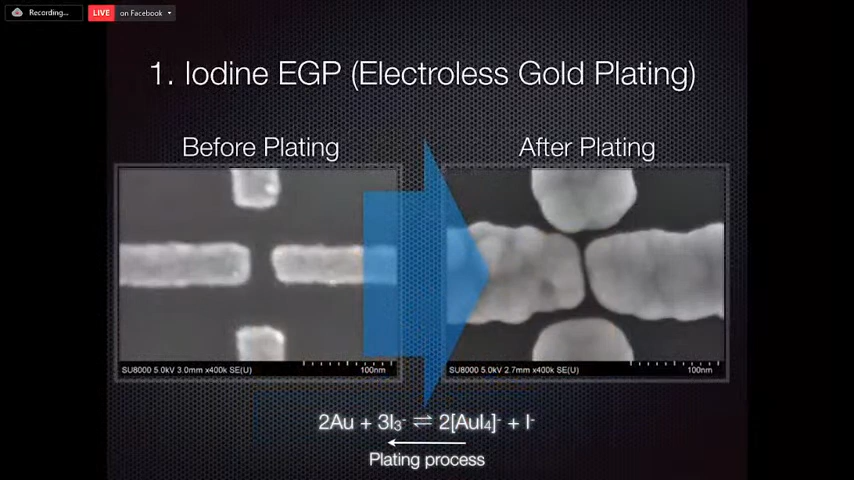 Recording...
LIVE on Facebook
1. Iodine EGP (Electroless Gold Plating)
Before Plating
After Plating
SU8000 5.0kV 3.0mm x400k SE(U) 100nm
SU8000 5.0kV 2.7mm x400k SE(U) 100nm
2Au + 3I₃⁻ ⇌ 2[AuI₄]⁻ + I⁻
Plating process